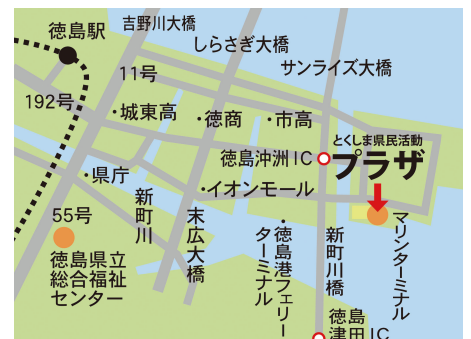 徳島駅
吉野川大橋
しらさぎ大橋
サンライズ大橋
11号
192号
・城東高
・徳商
・市高
とくしま県民活動
プラザ
徳島沖洲IC
・県庁
・イオンモール
新町川
末広大橋
55号
徳島県立
総合福祉
センター
・徳島港フェリー
ターミナル
新町川橋
マリンターミナル
徳島
津田IC